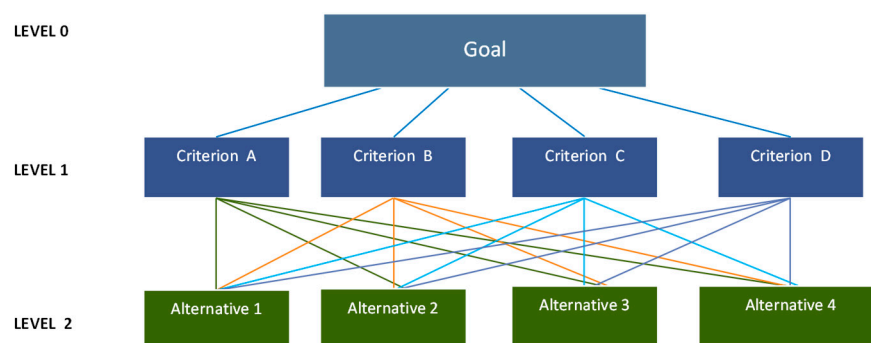 LEVEL 0
Goal
LEVEL 1
Criterion A
Criterion B
Criterion C
Criterion D
LEVEL 2
Alternative 1
Alternative 2
Alternative 3
Alternative 4